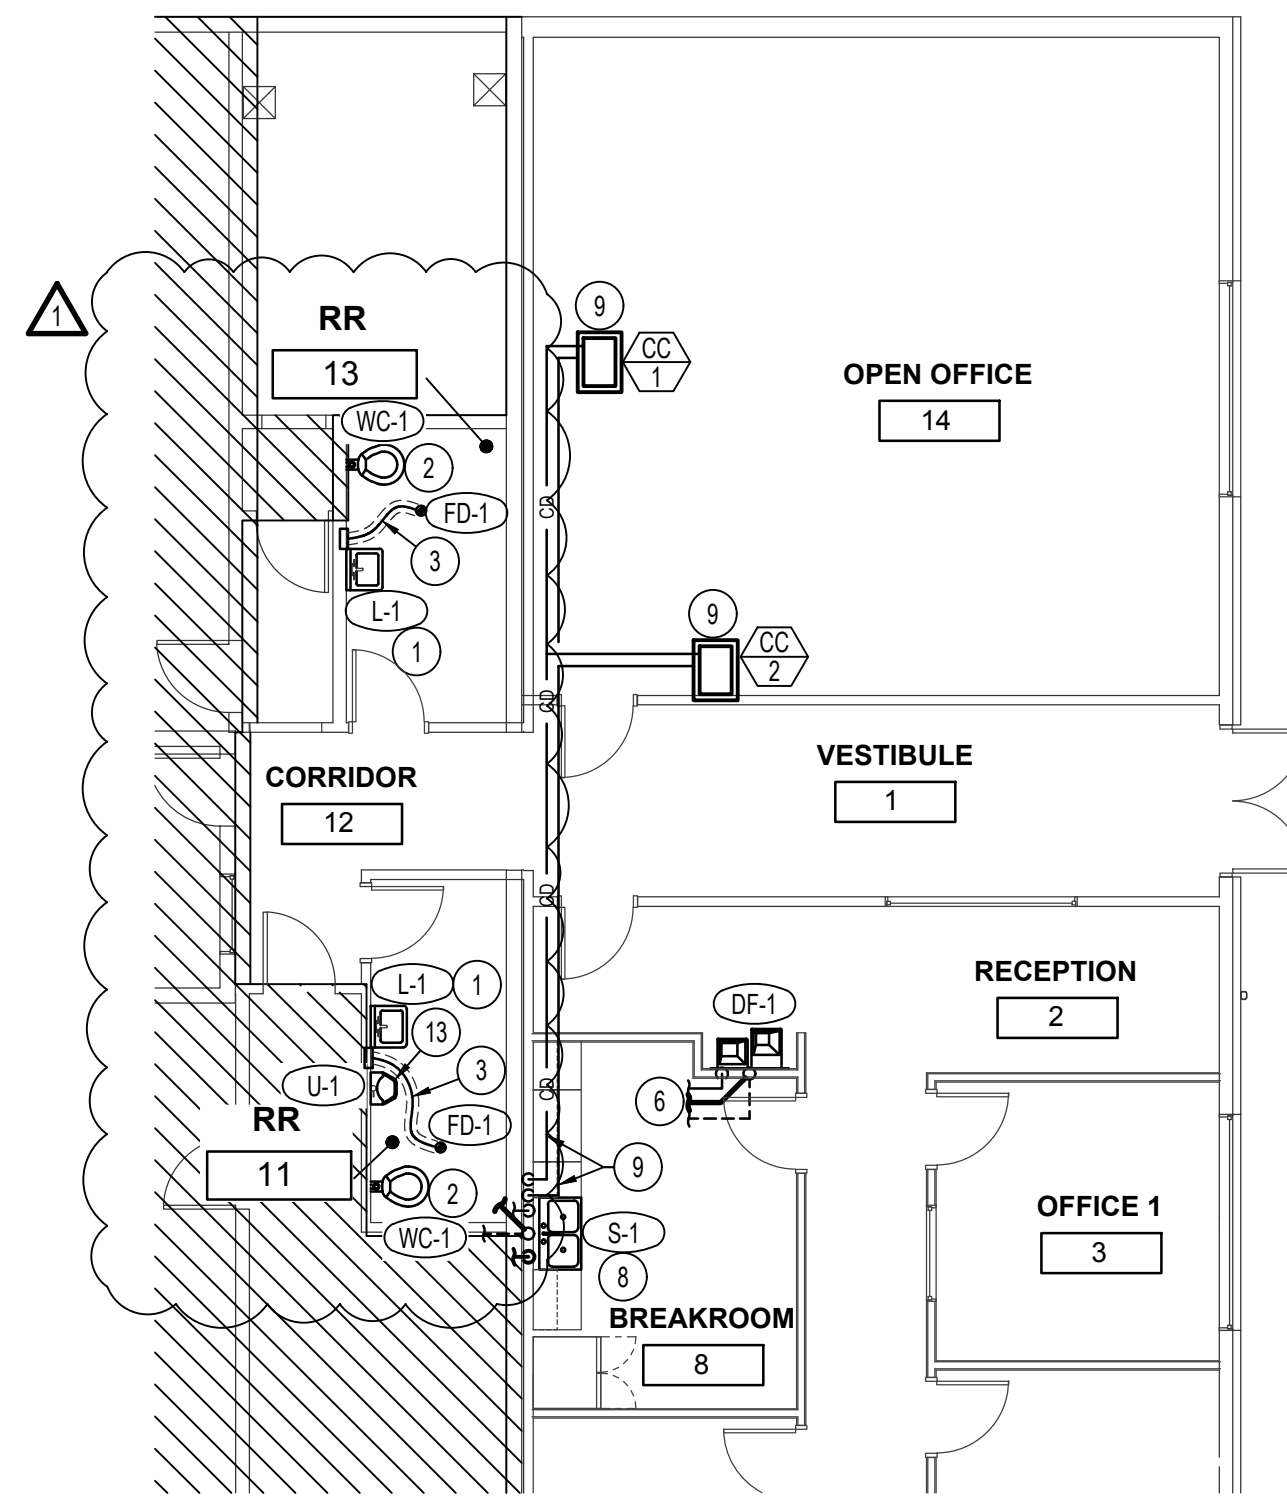 1
RR
13
9
CC
1
OPEN OFFICE
14
WC-1
2
FD-1
CD
3
L-1
1
9
CC
2
CD
VESTIBULE
1
CORRIDOR
12
CD
RECEPTION
2
L-1
1
DF-1
13
3
U-1
CD
6
RR
11
FD-1
9
2
WC-1
S-1
8
OFFICE 1
3
BREAKROOM
8